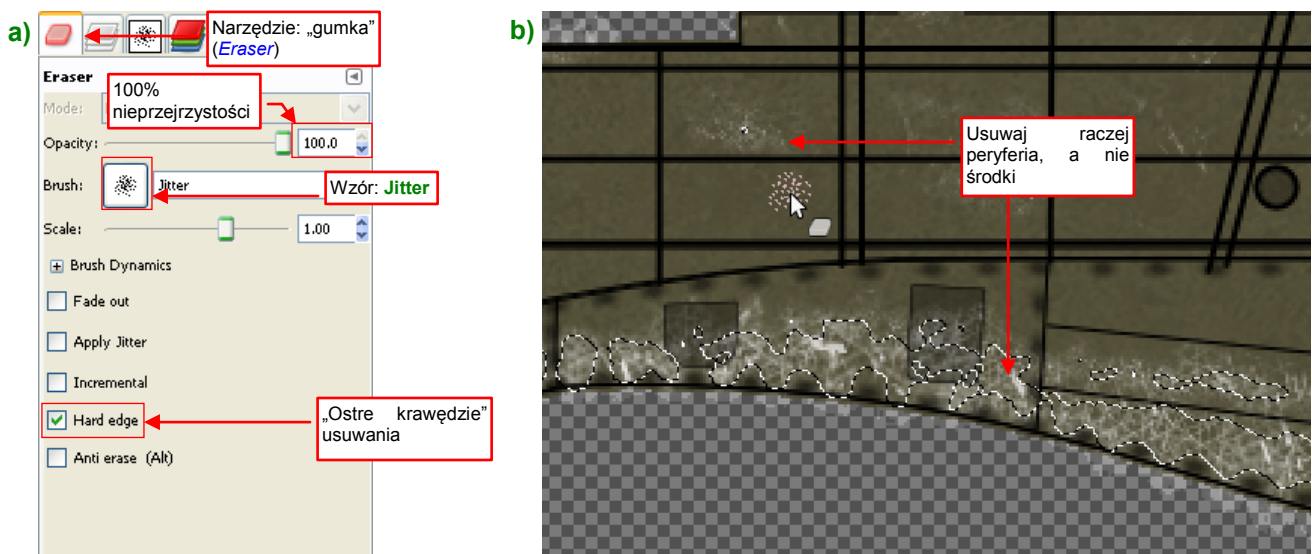 a)
Narzędzie: „gumka”
(Eraser)
Eraser
100%
nieprzejrzystości
Mode:
Opacity:
100.0
Brush:
Jitter
Wzór: Jitter
Scale:
1.00
Brush Dynamics
Fade out
Apply Jitter
Incremental
Hard edge
„Ostre krawędzie”
usuwania
Anti erase (Alt)
b)
Usuwaj raczej
peryferia, a nie
środki